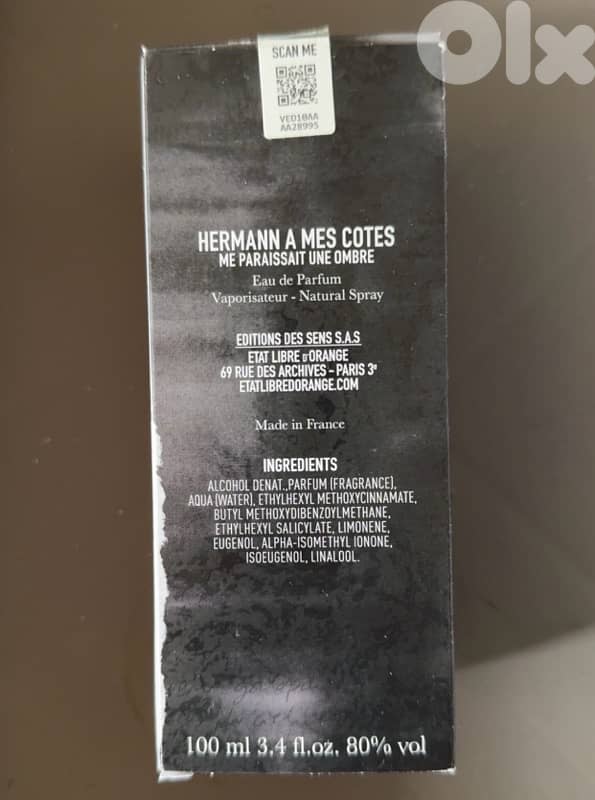 Olx
SCAN ME
VE010AA
AA28995
HERMANN A MES COTES
ME PARAISSAIT UNE OMBRE
Eau de Parfum
Vaporisateur - Natural Spray
EDITIONS DES SENS S.A.S
ETAT LIBRE D'ORANGE
69 RUE DES ARCHIVES - PARIS 3e
ETATLIBREDORANGE.COM
Made in France
INGREDIENTS
ALCOHOL DENAT.,PARFUM (FRAGRANCE),
AQUA (WATER), ETHYLHEXYL METHOXYCINNAMATE,
BUTYL METHOXYDIBENZOYLMETHANE,
ETHYLHEXYL SALICYLATE, LIMONENE,
EUGENOL, ALPHA-ISOMETHYL IONONE,
ISOEUGENOL, LINALOOL.
100 ml 3.4 fl.oz. 80% vol